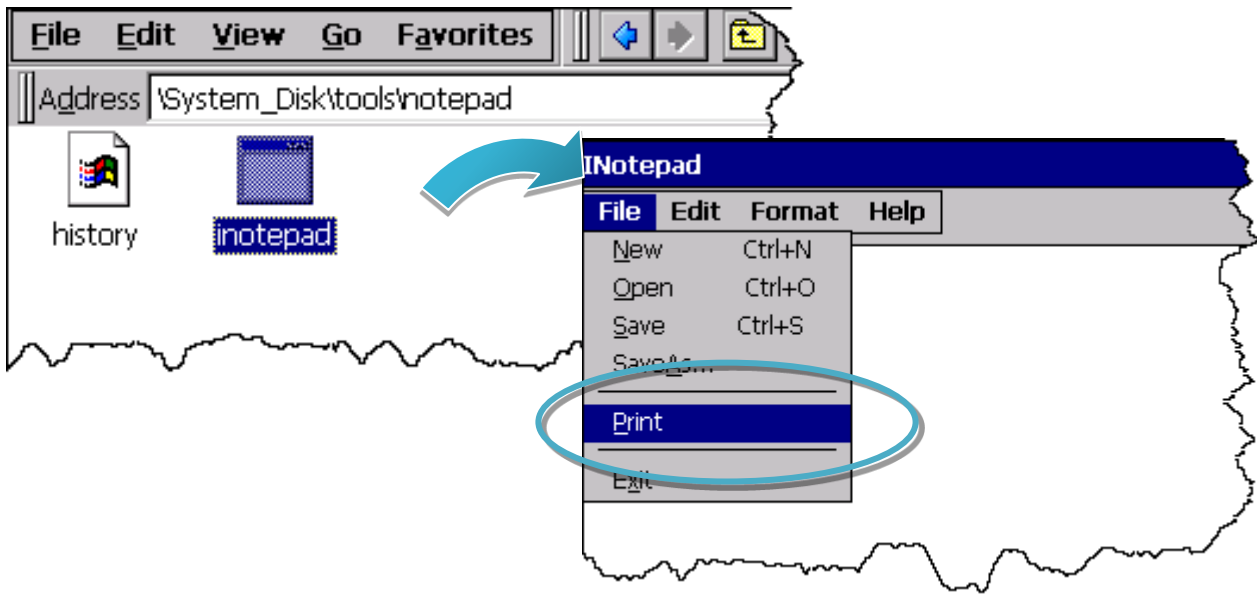 File Edit View Go Favorites
Address \System_Disk\tools\notepad
history inotepad
INotepad
File Edit Format Help
New Ctrl+N
Open Ctrl+O
Save Ctrl+S
SaveAs...
Print
Exit